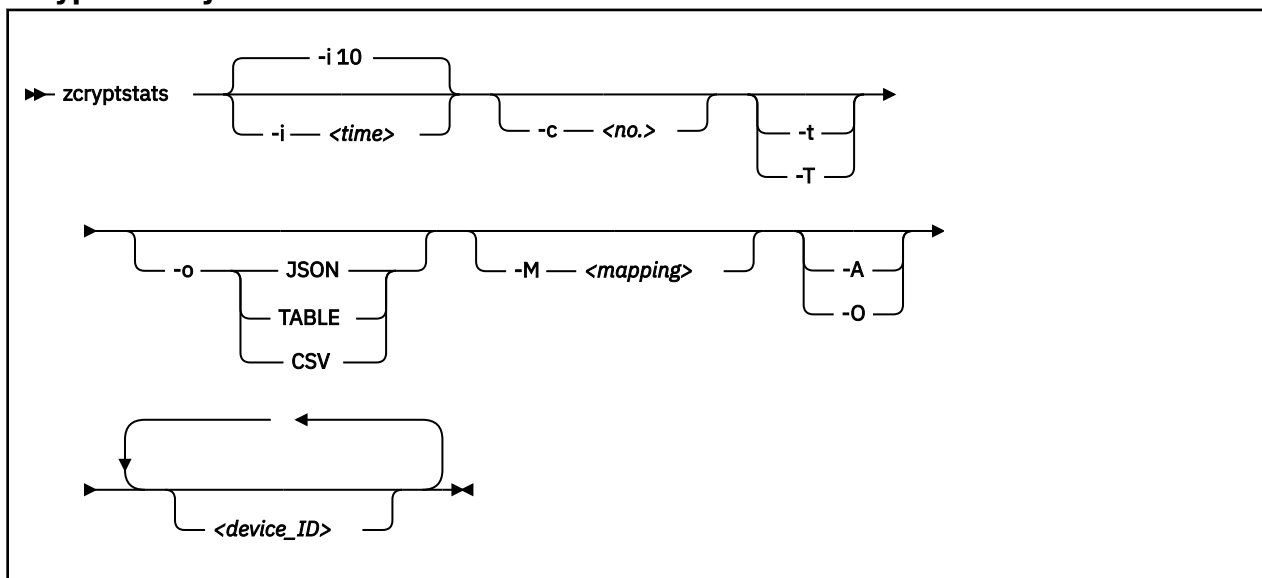 -i 10
zcryptstats
-i <time>
-c <no.>
-t
-T
-o JSON
TABLE
CSV
-M <mapping>
-A
-O
<device_ID>